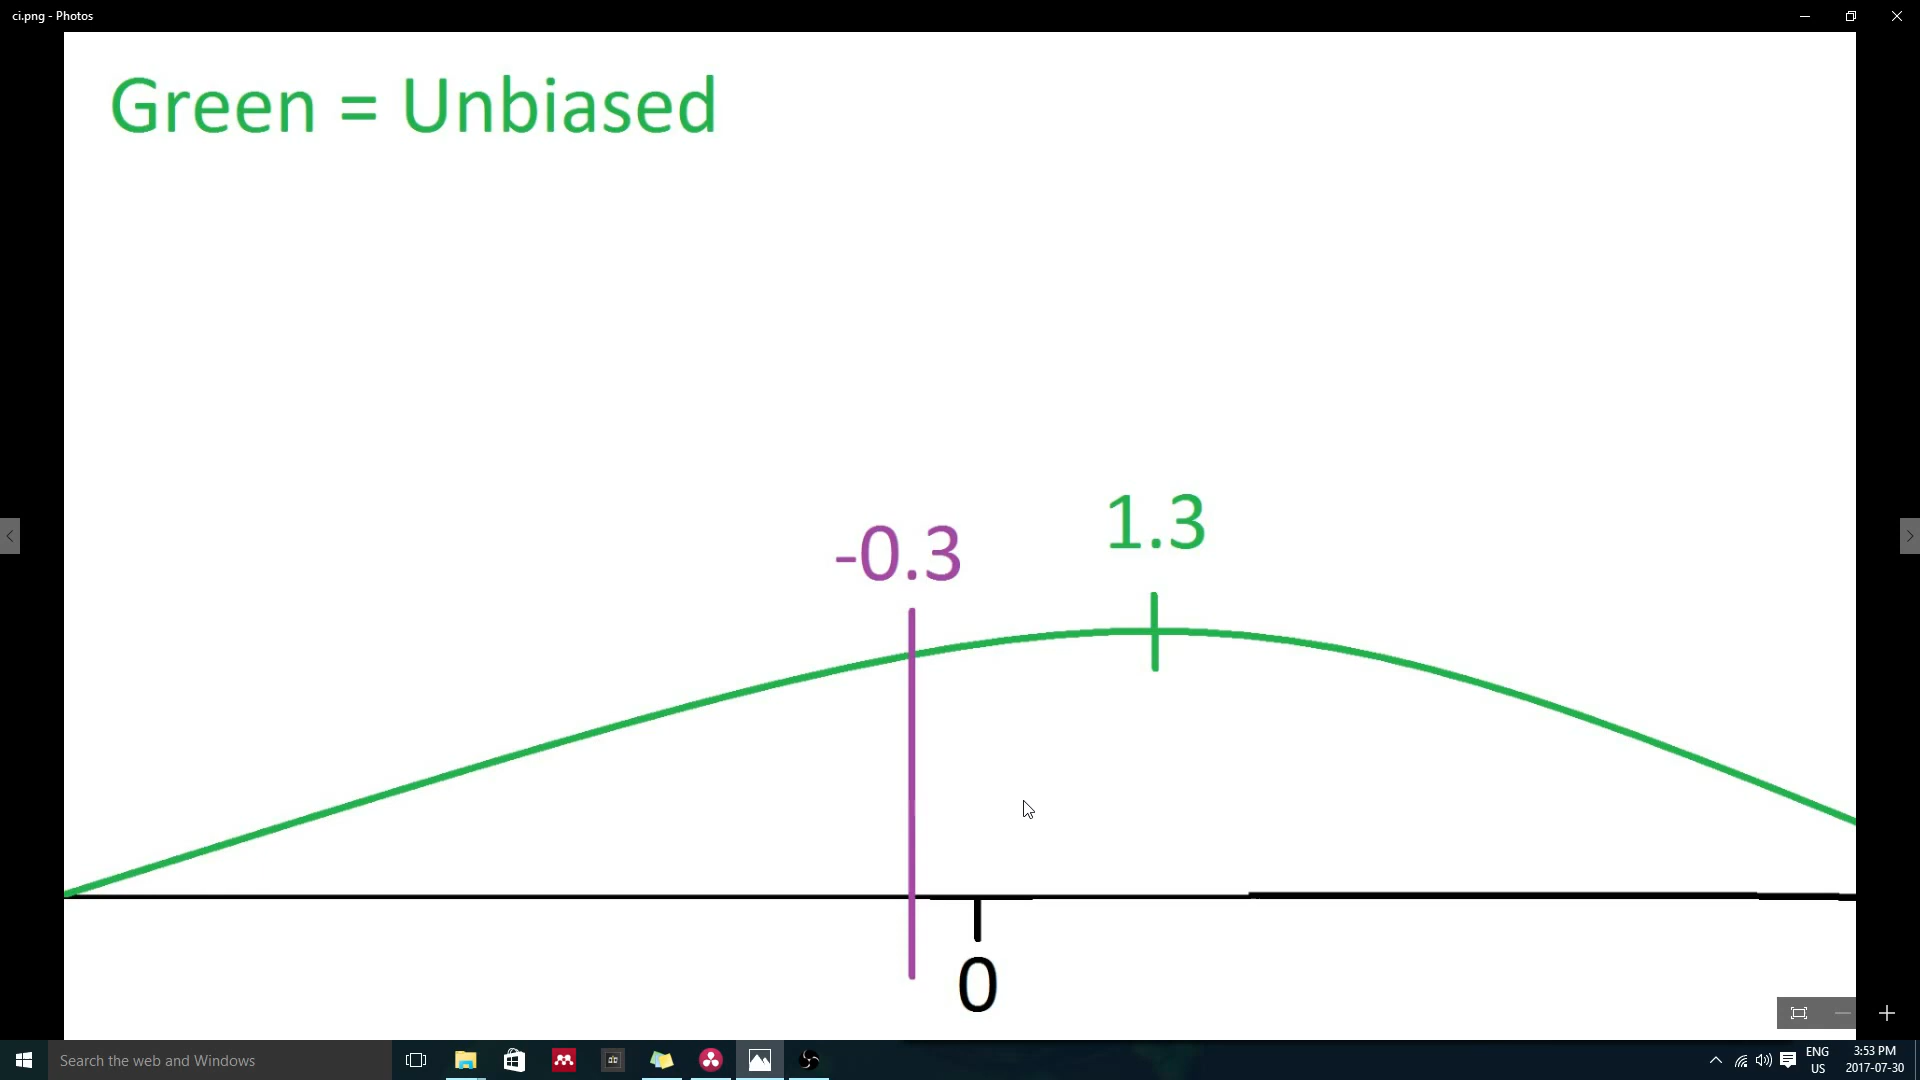 ci.png - Photos
Green = Unbiased
1.3
-0.3
0
Search the web and Windows
ENG
US
3:53 PM
2017-07-30